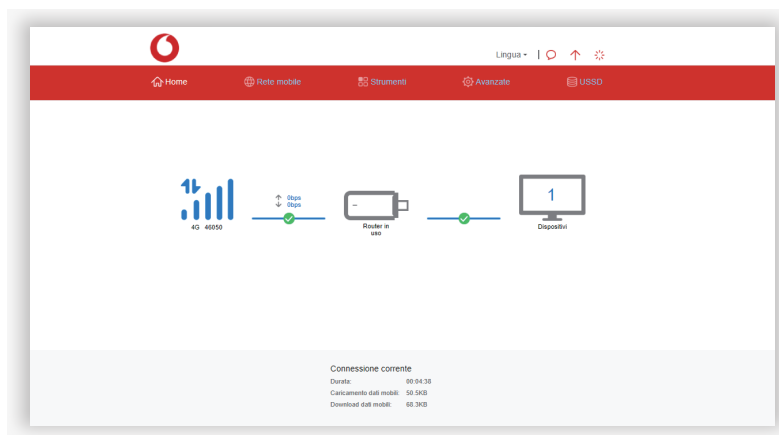 Lingua
Home Rete mobile Strumenti Avanzate USSD
0bps
0bps
1
4G 46050
Router in
uso
Dispositivi
Connessione corrente
Durata: 00:04:38
Caricamento dati mobili: 50.5KB
Download dati mobili: 68.3KB